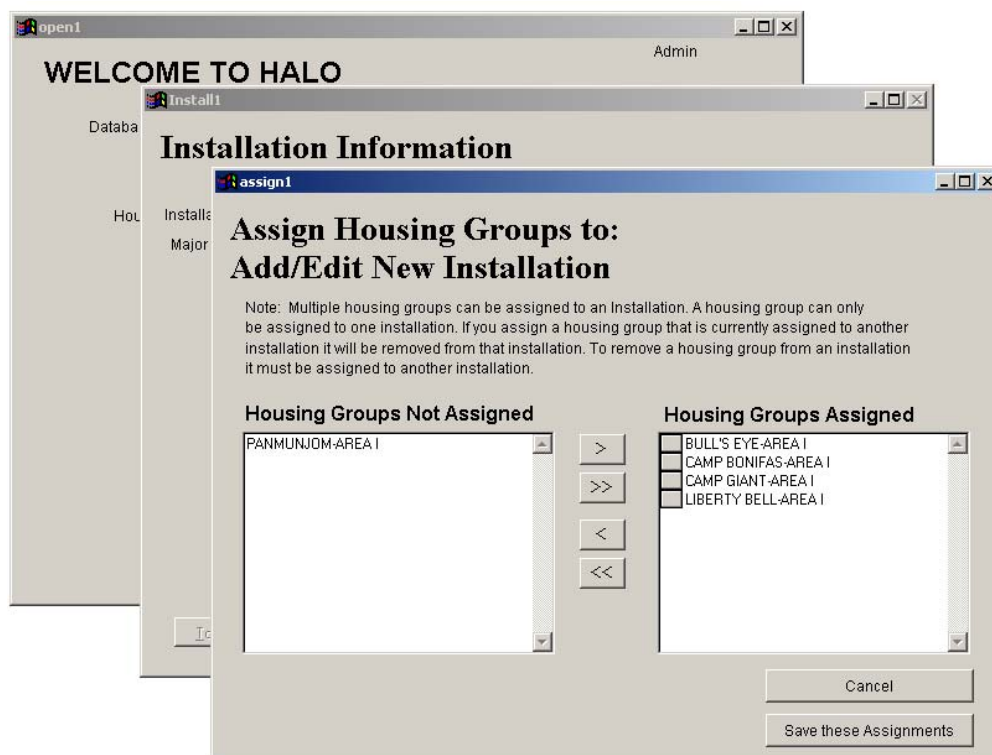 open1
Admin
WELCOME TO HALO
Install1
Installation Information
assign1
Assign Housing Groups to:
Add/Edit New Installation
Major
Note: Multiple housing groups can be assigned to an Installation. A housing group can only
be assigned to one installation. If you assign a housing group that is currently assigned to another
installation it will be removed from that installation. To remove a housing group from an installation
it must be assigned to another installation.
Housing Groups Not Assigned
PANMUNJOM-AREA I
>
>>
<
<<
Housing Groups Assigned
BULL'S EYE-AREA I
CAMP BONIFAS-AREA I
CAMP GIANT-AREA I
LIBERTY BELL-AREA I
Cancel
Save these Assignments